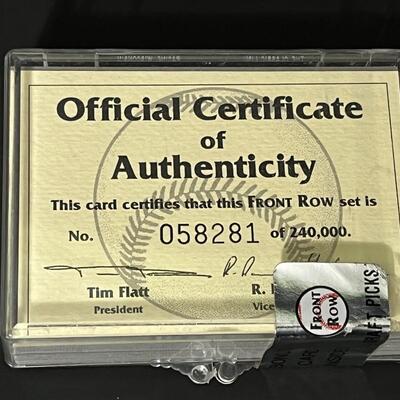 Official Certificate
of
Authenticity
This card certifies that this FRONT ROW set is
No. 058281 of 240,000.
Tim Flatt
President
R.
Vice
FRONT
ROW
DRAFT PICKS